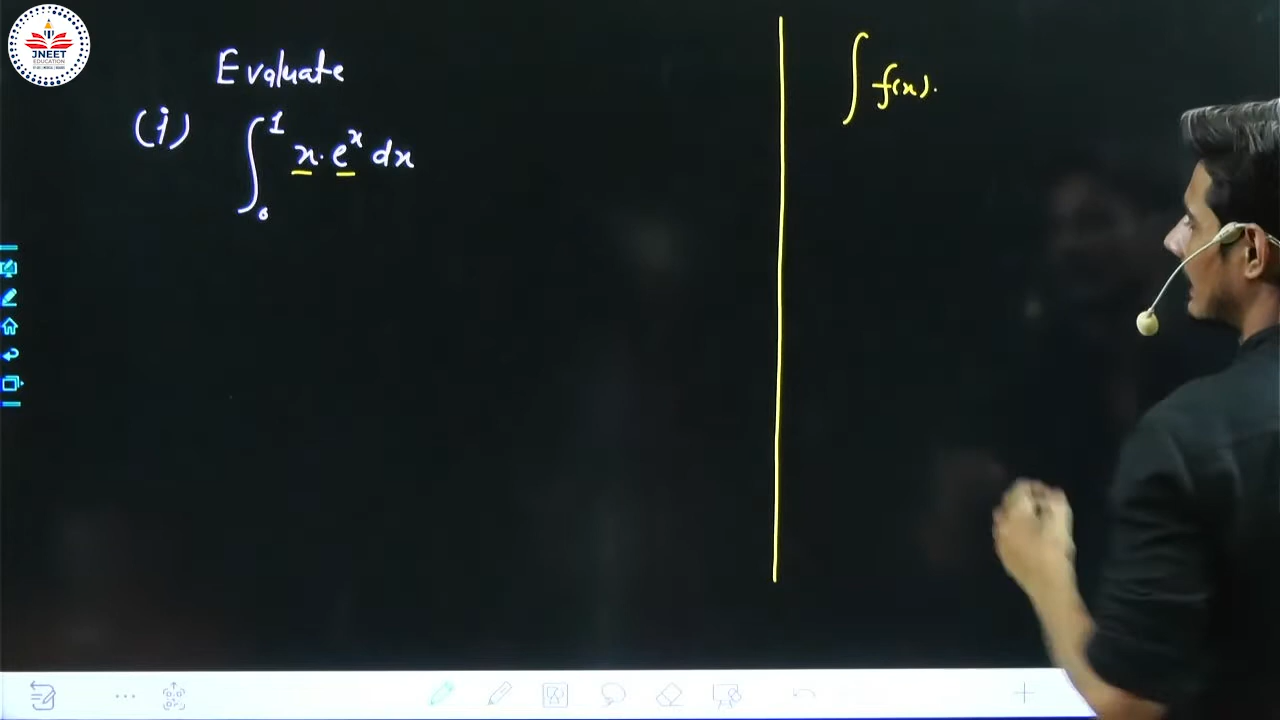 JNEET
EDUCATION
Evaluate
(i) ∫₀¹ x·eˣ dx
∫ f(x).